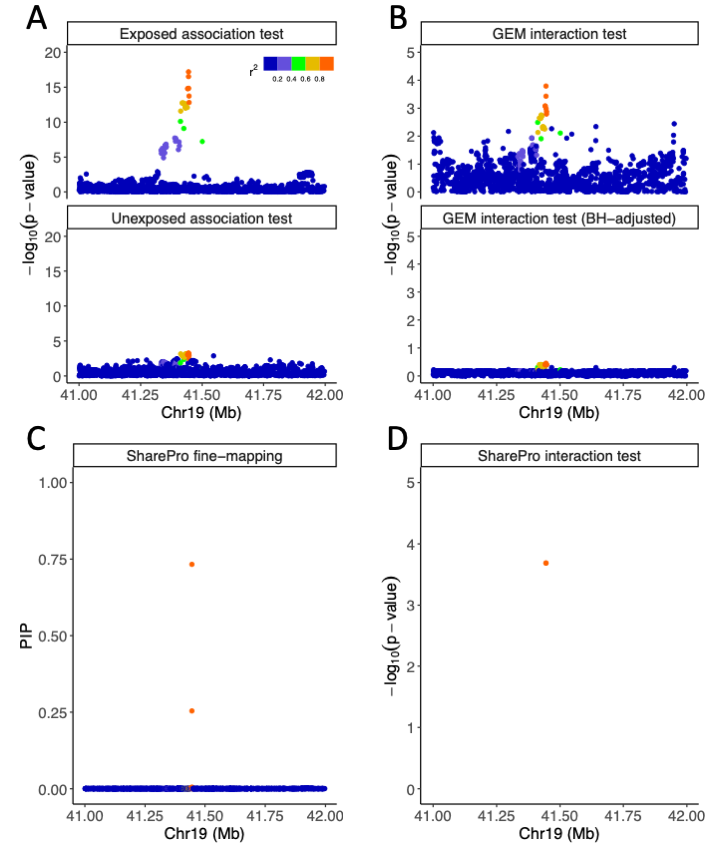 A
Exposed association test
20
15
10
5
0
r²
0.2 0.4 0.6 0.8
Unexposed association test
20
15
10
5
0
−log₁₀(p − value)
41.00 41.25 41.50 41.75 42.00
Chr19 (Mb)
B
GEM interaction test
5
4
3
2
1
0
GEM interaction test (BH−adjusted)
5
4
3
2
1
0
−log₁₀(p − value)
41.00 41.25 41.50 41.75 42.00
Chr19 (Mb)
C
SharePro fine−mapping
1.00
0.75
0.50
0.25
0.00
PIP
41.00 41.25 41.50 41.75 42.00
Chr19 (Mb)
D
SharePro interaction test
5
4
3
2
1
0
−log₁₀(p − value)
41.00 41.25 41.50 41.75 42.00
Chr19 (Mb)